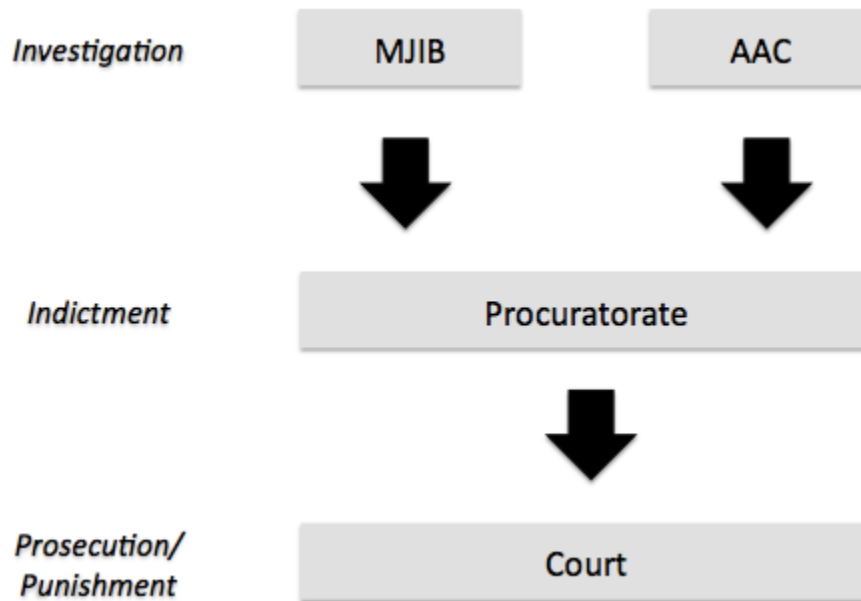 Investigation MJIB AAC
Indictment Procuratorate
Prosecution/
Punishment
Court